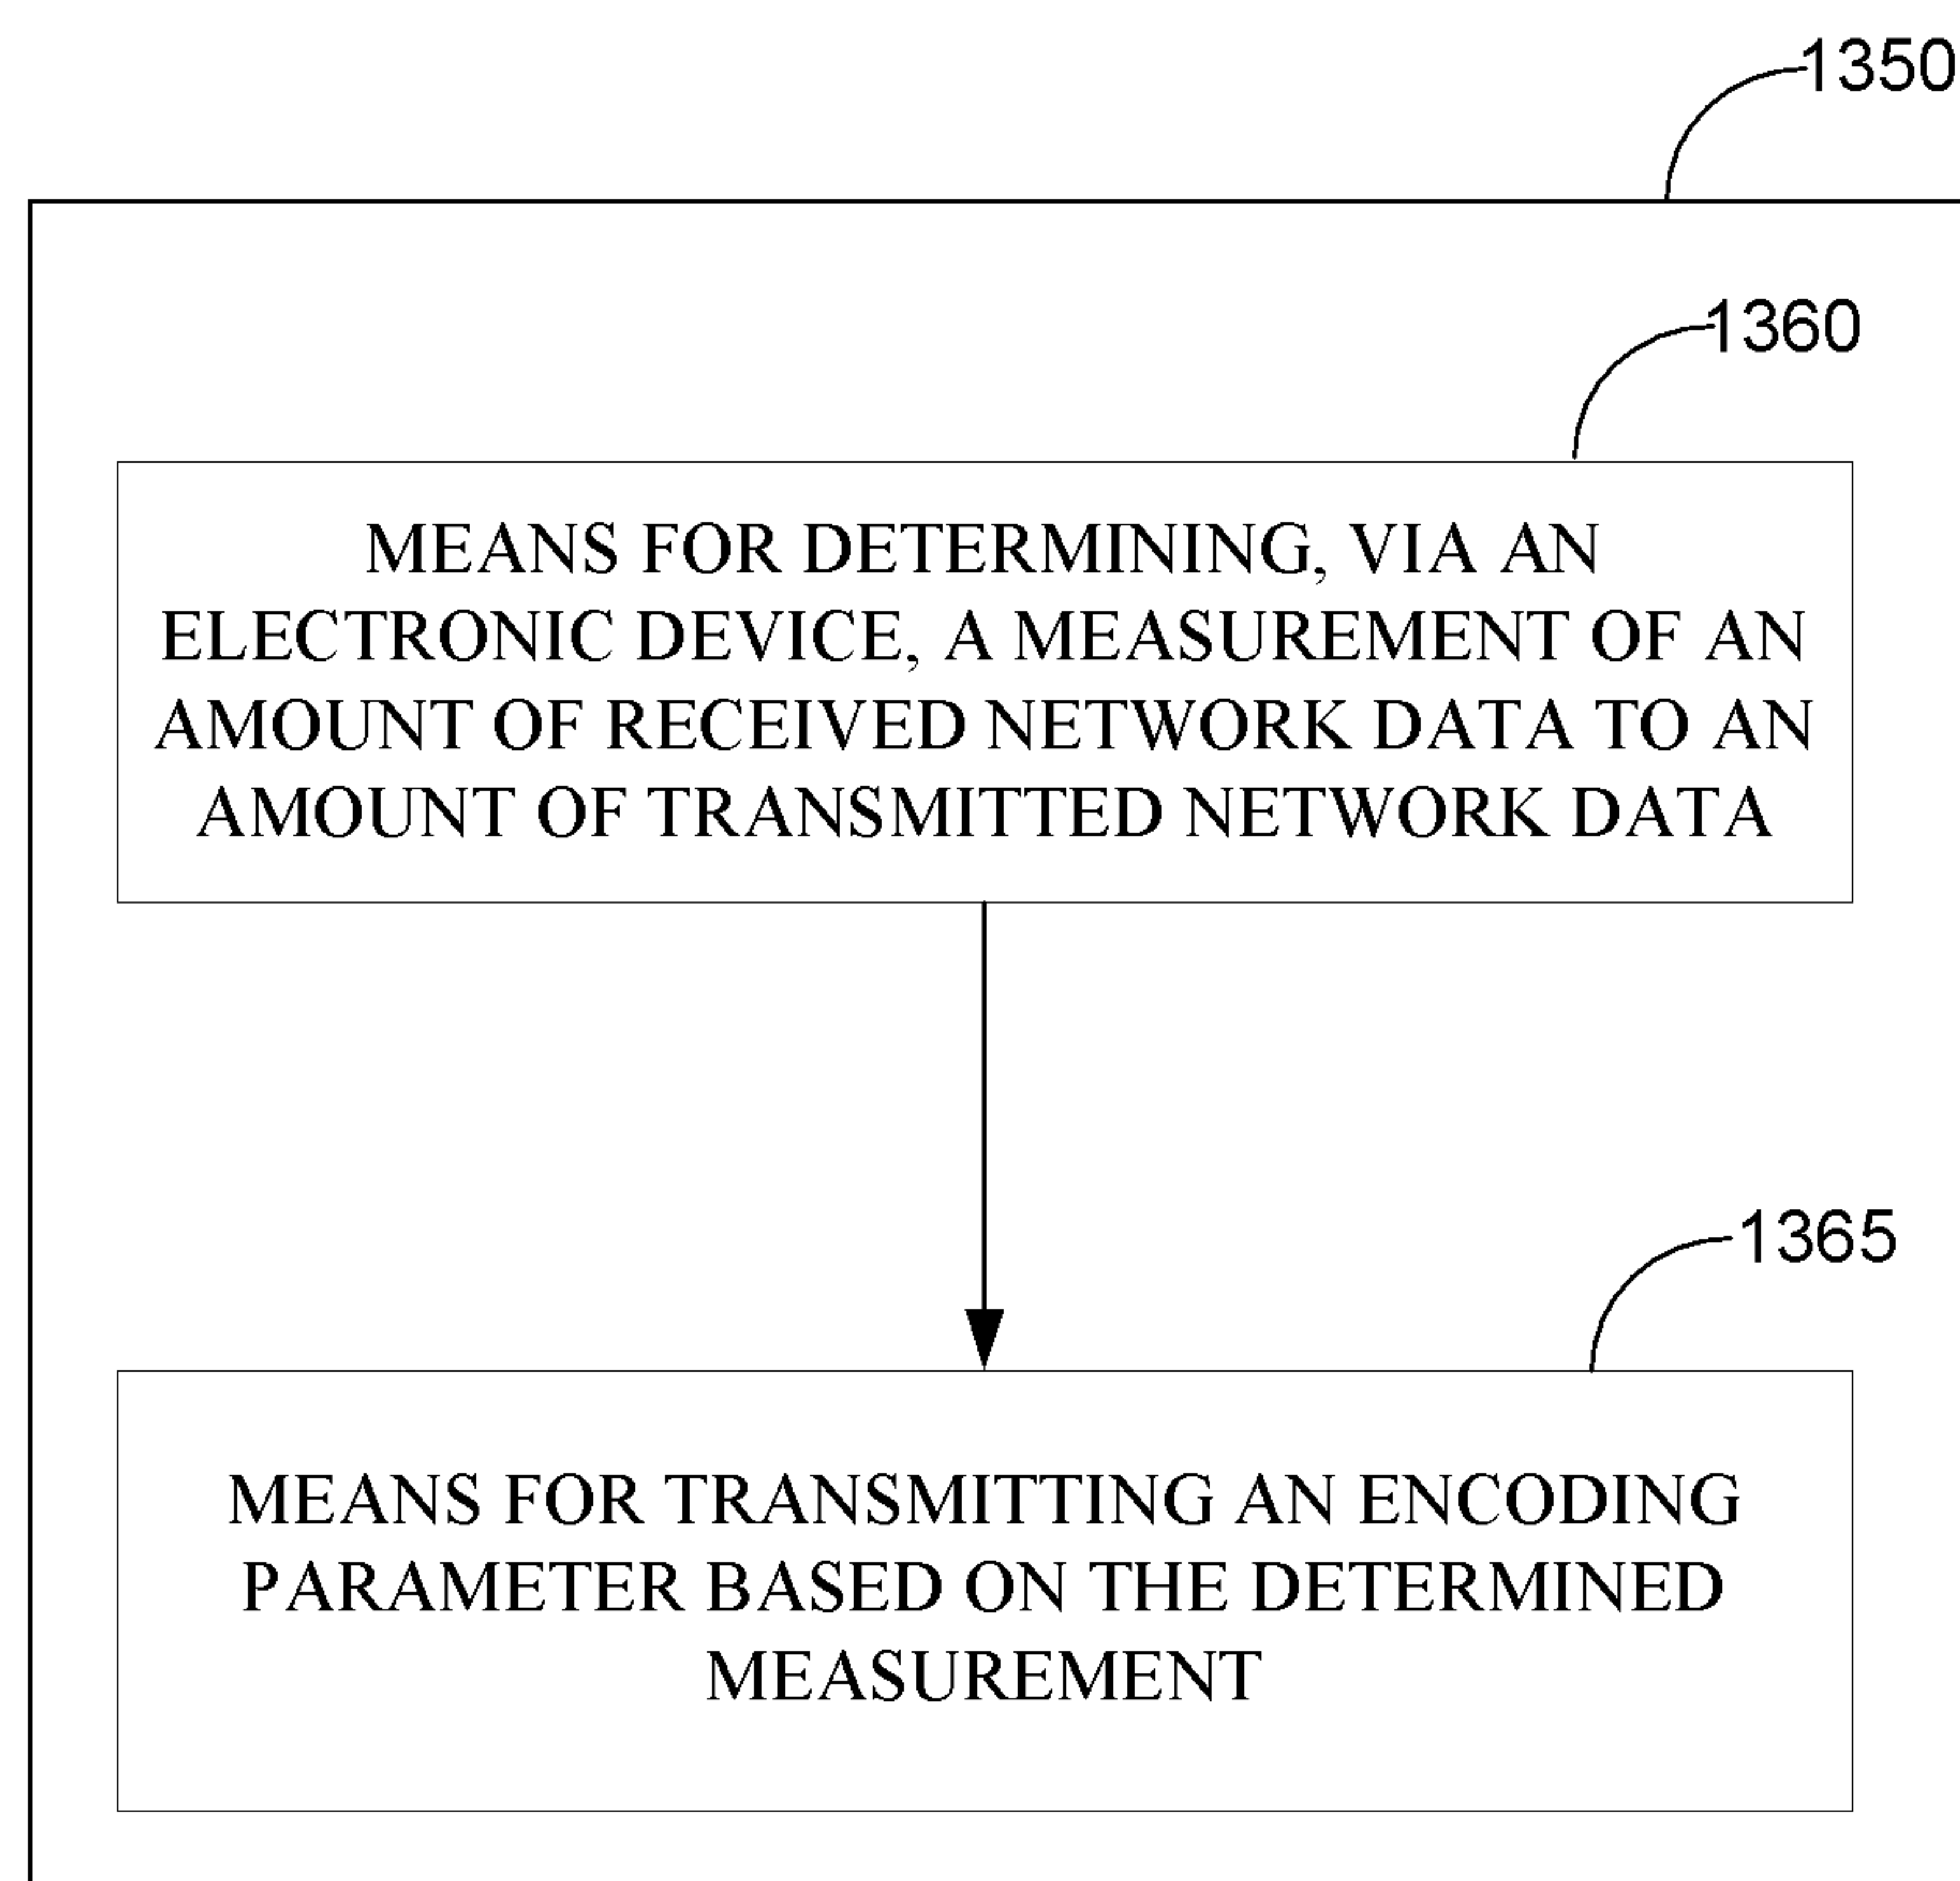 1350
1360
MEANS FOR DETERMINING, VIA AN
ELECTRONIC DEVICE, A MEASUREMENT OF AN
AMOUNT OF RECEIVED NETWORK DATA TO AN
AMOUNT OF TRANSMITTED NETWORK DATA
1365
MEANS FOR TRANSMITTING AN ENCODING
PARAMETER BASED ON THE DETERMINED
MEASUREMENT